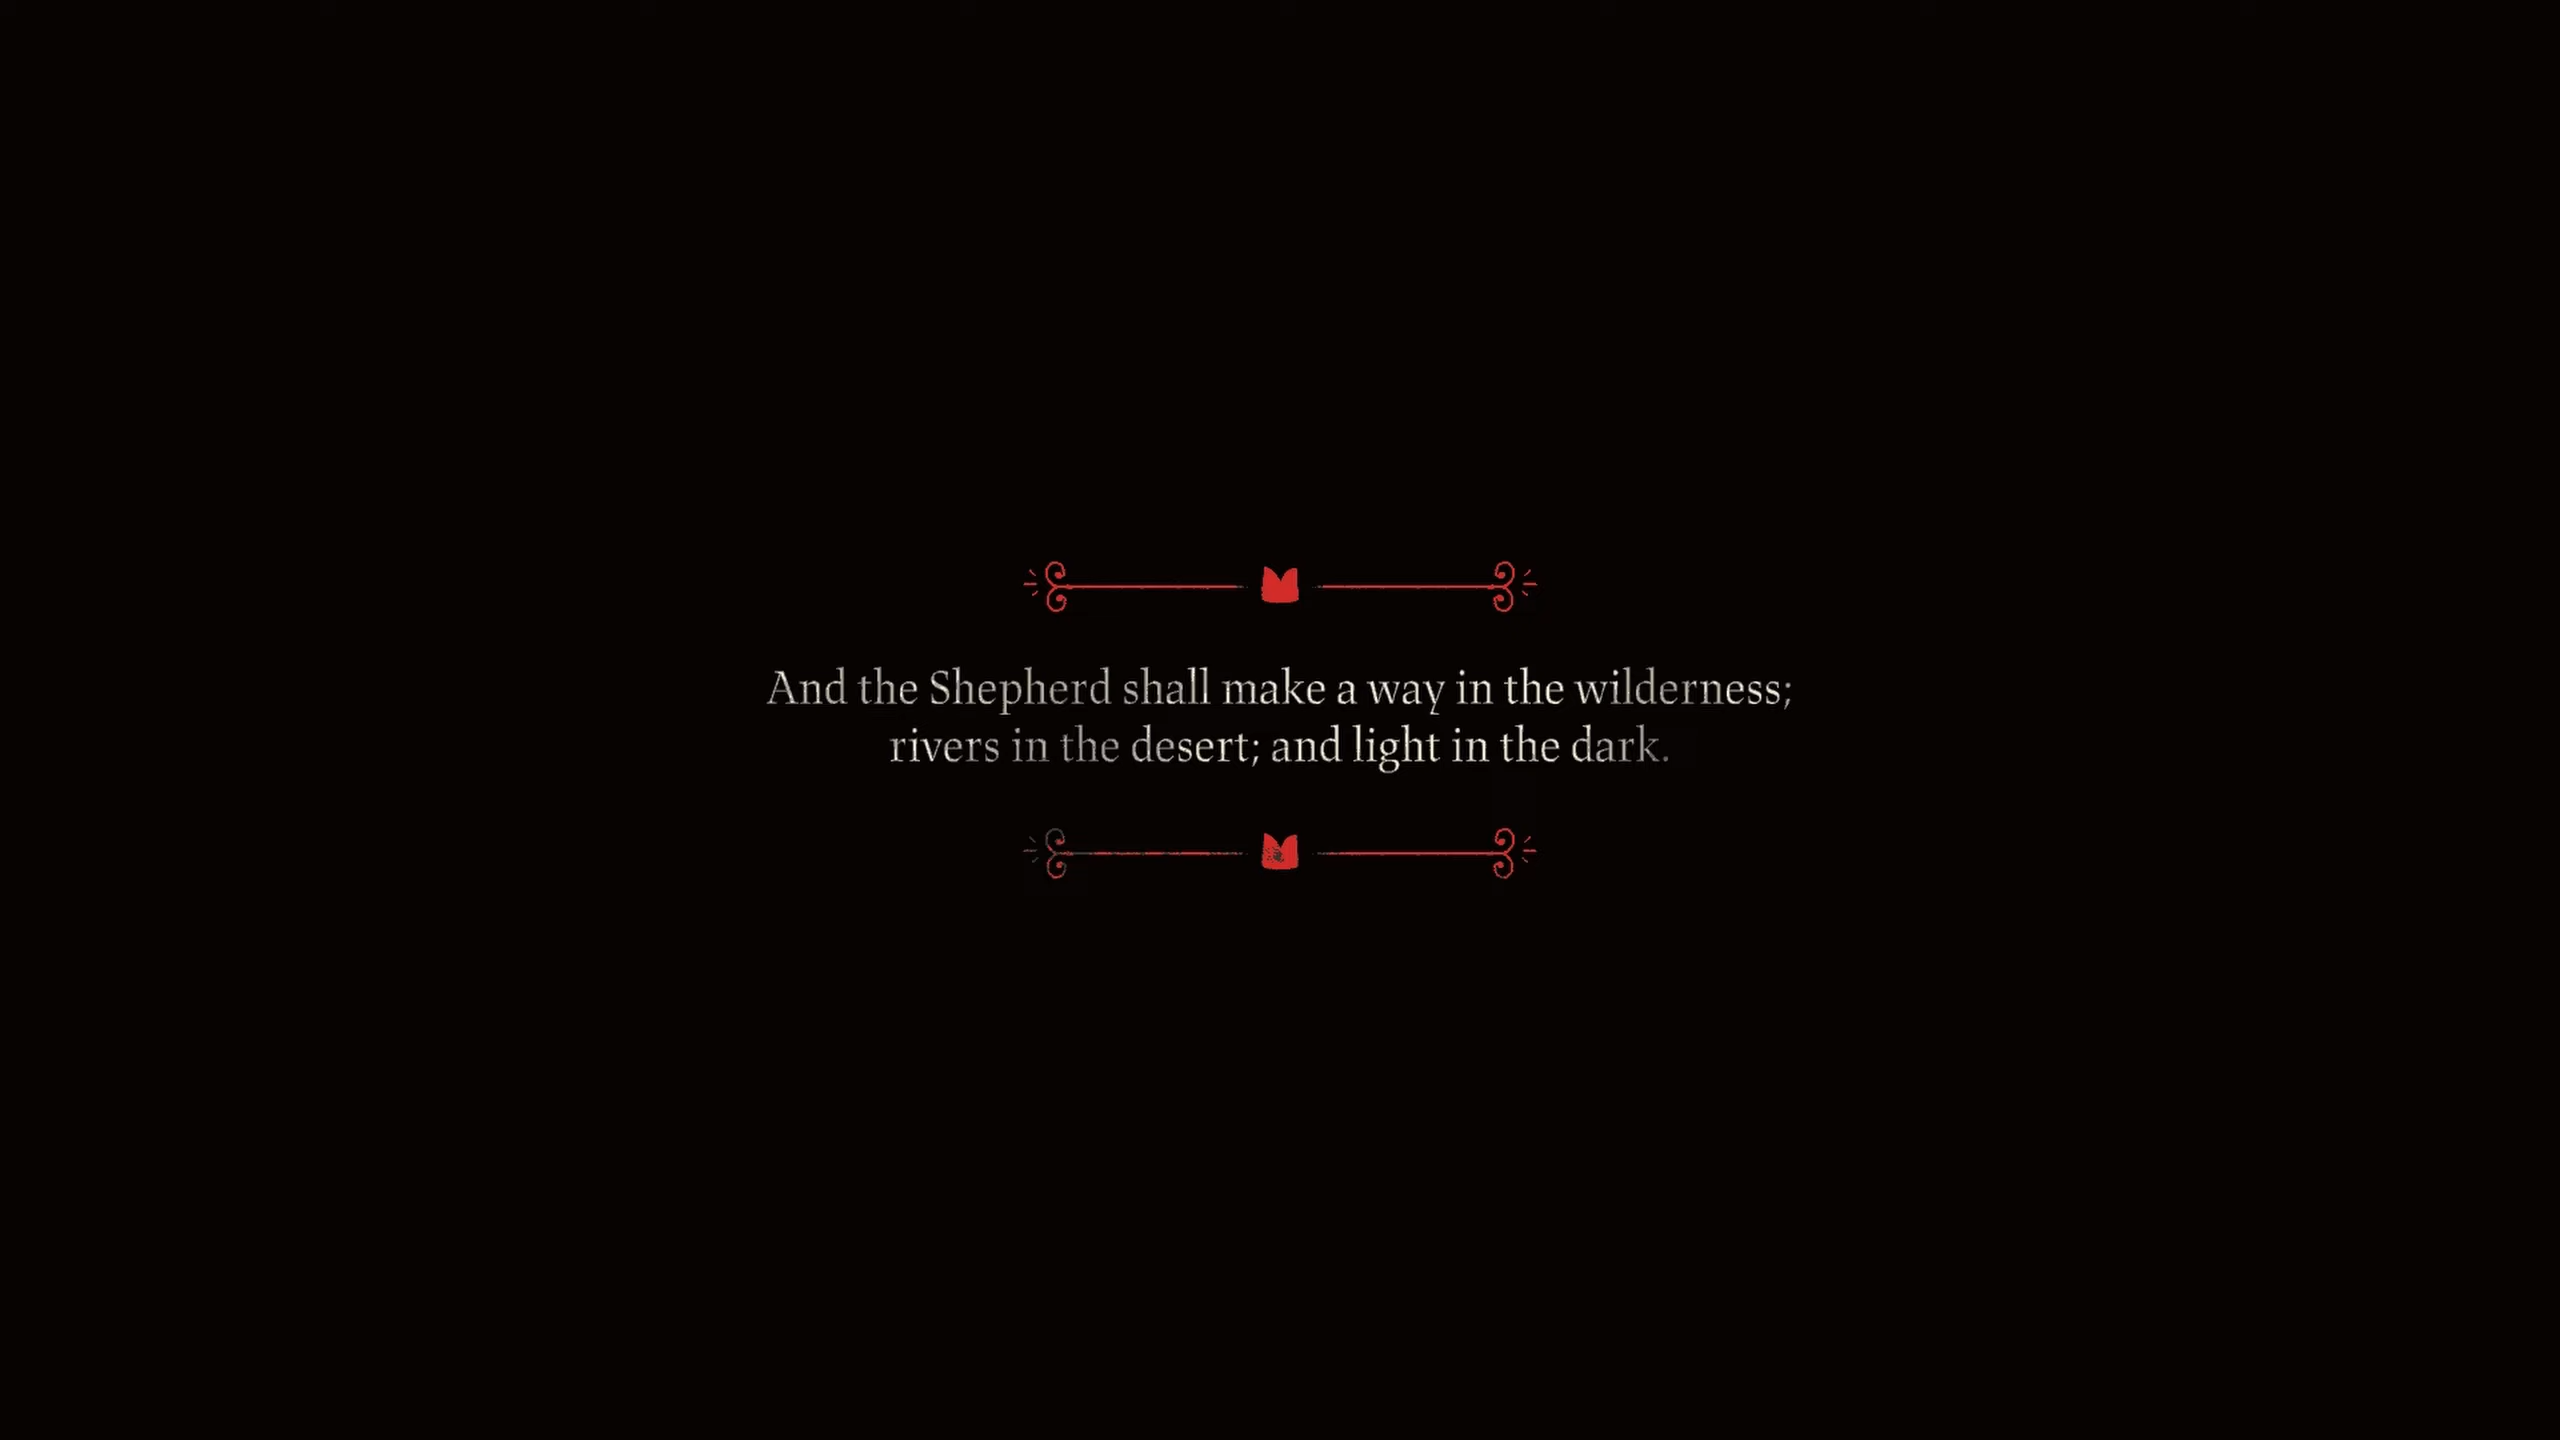 And the Shepherd shall make a way in the wilderness;
rivers in the desert; and light in the dark.